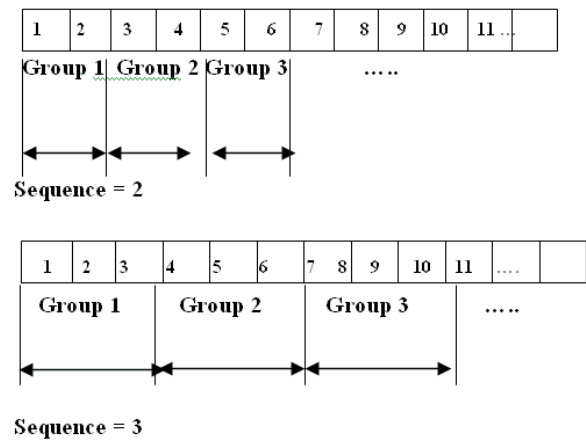 1 2 3 4 5 6 7 8 9 10 11 ...
Group 1 Group 2 Group 3 .....
Sequence = 2
1 2 3 4 5 6 7 8 9 10 11 ....
Group 1 Group 2 Group 3 .....
Sequence = 3